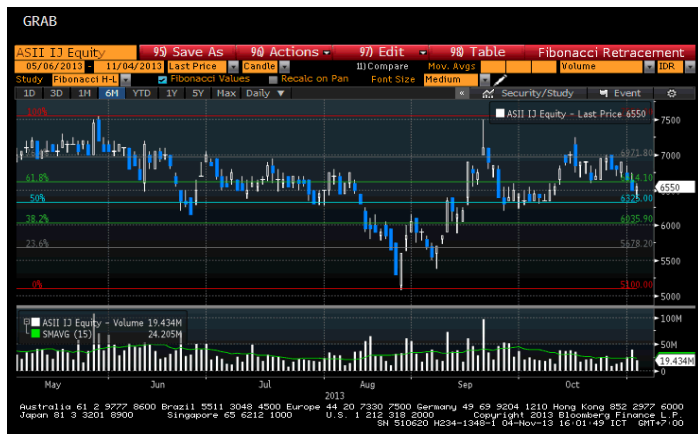 GRAB
ASII IJ Equity 95) Save As 96) Actions 97) Edit 98) Table Fibonacci Retracement
05/06/2013 - 11/04/2013 Last Price Candle 11) Compare Mov. Avgs Volume IDR
Study Fibonacci H-L Fibonacci Values Recalc on Pan Font Size Medium
1D 3D 1M 6M YTD 1Y 5Y Max Daily ▼ « Security/Study Event
100%
ASII IJ Equity - Last Price 6550
7500
6971.80
7000
61.8%
6550
50% 6325.00
38.2% 6035.90
6000
23.6% 5678.20
5500
0% 5100.00
5000
ASII IJ Equity - Volume 19.434M
SMAVG (15) 24.205M
100M
50M
19.434M
0
May Jun Jul Aug Sep Oct
2013
Australia 61 2 9777 8600 Brazil 5511 3048 4500 Europe 44 20 7330 7500 Germany 49 69 9204 1210 Hong Kong 852 2977 6000
Japan 81 3 3201 8900 Singapore 65 6212 1000 U.S. 1 212 318 2000 Copyright 2013 Bloomberg Finance L.P.
SN 510620 H234-1348-1 04-Nov-13 16:01:49 ICT GMT+7:00